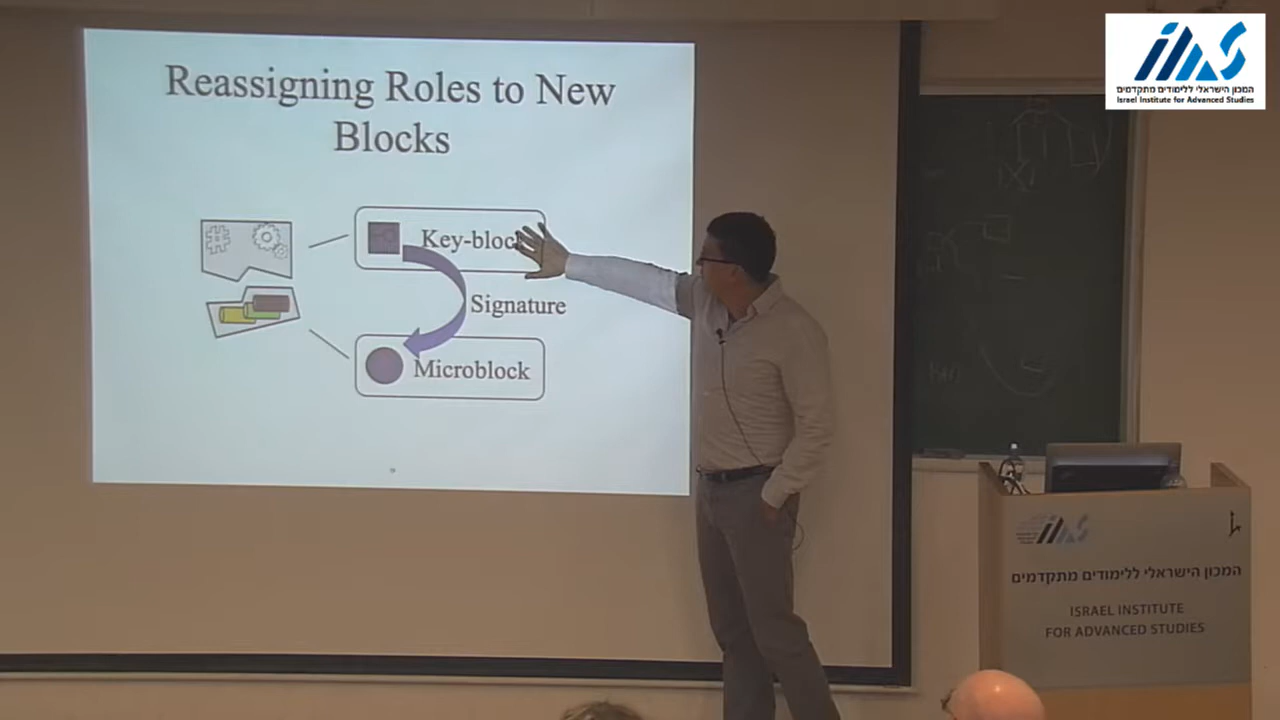 Reassigning Roles to New
Blocks
Key-block
Signature
Microblock
המכון הישראלי ללימודים מתקדמים
Israel Institute for Advanced Studies
המכון הישראלי ללימודים מתקדמים
ISRAEL INSTITUTE
FOR ADVANCED STUDIES